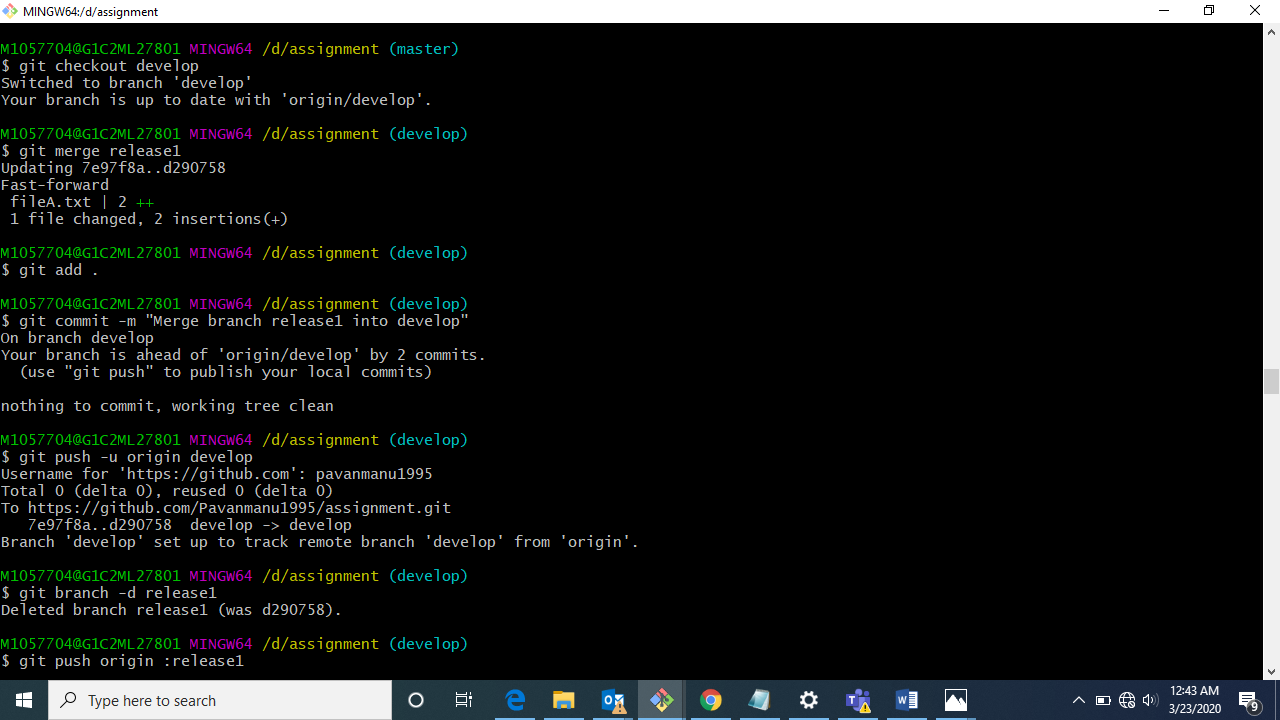 MINGW64:/d/assignment
M1057704@G1C2ML27801 MINGW64 /d/assignment (master)
$ git checkout develop
Switched to branch 'develop'
Your branch is up to date with 'origin/develop'.
M1057704@G1C2ML27801 MINGW64 /d/assignment (develop)
$ git merge release1
Updating 7e97f8a..d290758
Fast-forward
 fileA.txt | 2 ++
 1 file changed, 2 insertions(+)
M1057704@G1C2ML27801 MINGW64 /d/assignment (develop)
$ git add .
M1057704@G1C2ML27801 MINGW64 /d/assignment (develop)
$ git commit -m "Merge branch release1 into develop"
On branch develop
Your branch is ahead of 'origin/develop' by 2 commits.
  (use "git push" to publish your local commits)
nothing to commit, working tree clean
M1057704@G1C2ML27801 MINGW64 /d/assignment (develop)
$ git push -u origin develop
Username for 'https://github.com': pavanmanu1995
Total 0 (delta 0), reused 0 (delta 0)
To https://github.com/Pavanmanu1995/assignment.git
   7e97f8a..d290758  develop -> develop
Branch 'develop' set up to track remote branch 'develop' from 'origin'.
M1057704@G1C2ML27801 MINGW64 /d/assignment (develop)
$ git branch -d release1
Deleted branch release1 (was d290758).
M1057704@G1C2ML27801 MINGW64 /d/assignment (develop)
$ git push origin :release1
Type here to search
12:43 AM
3/23/2020
9